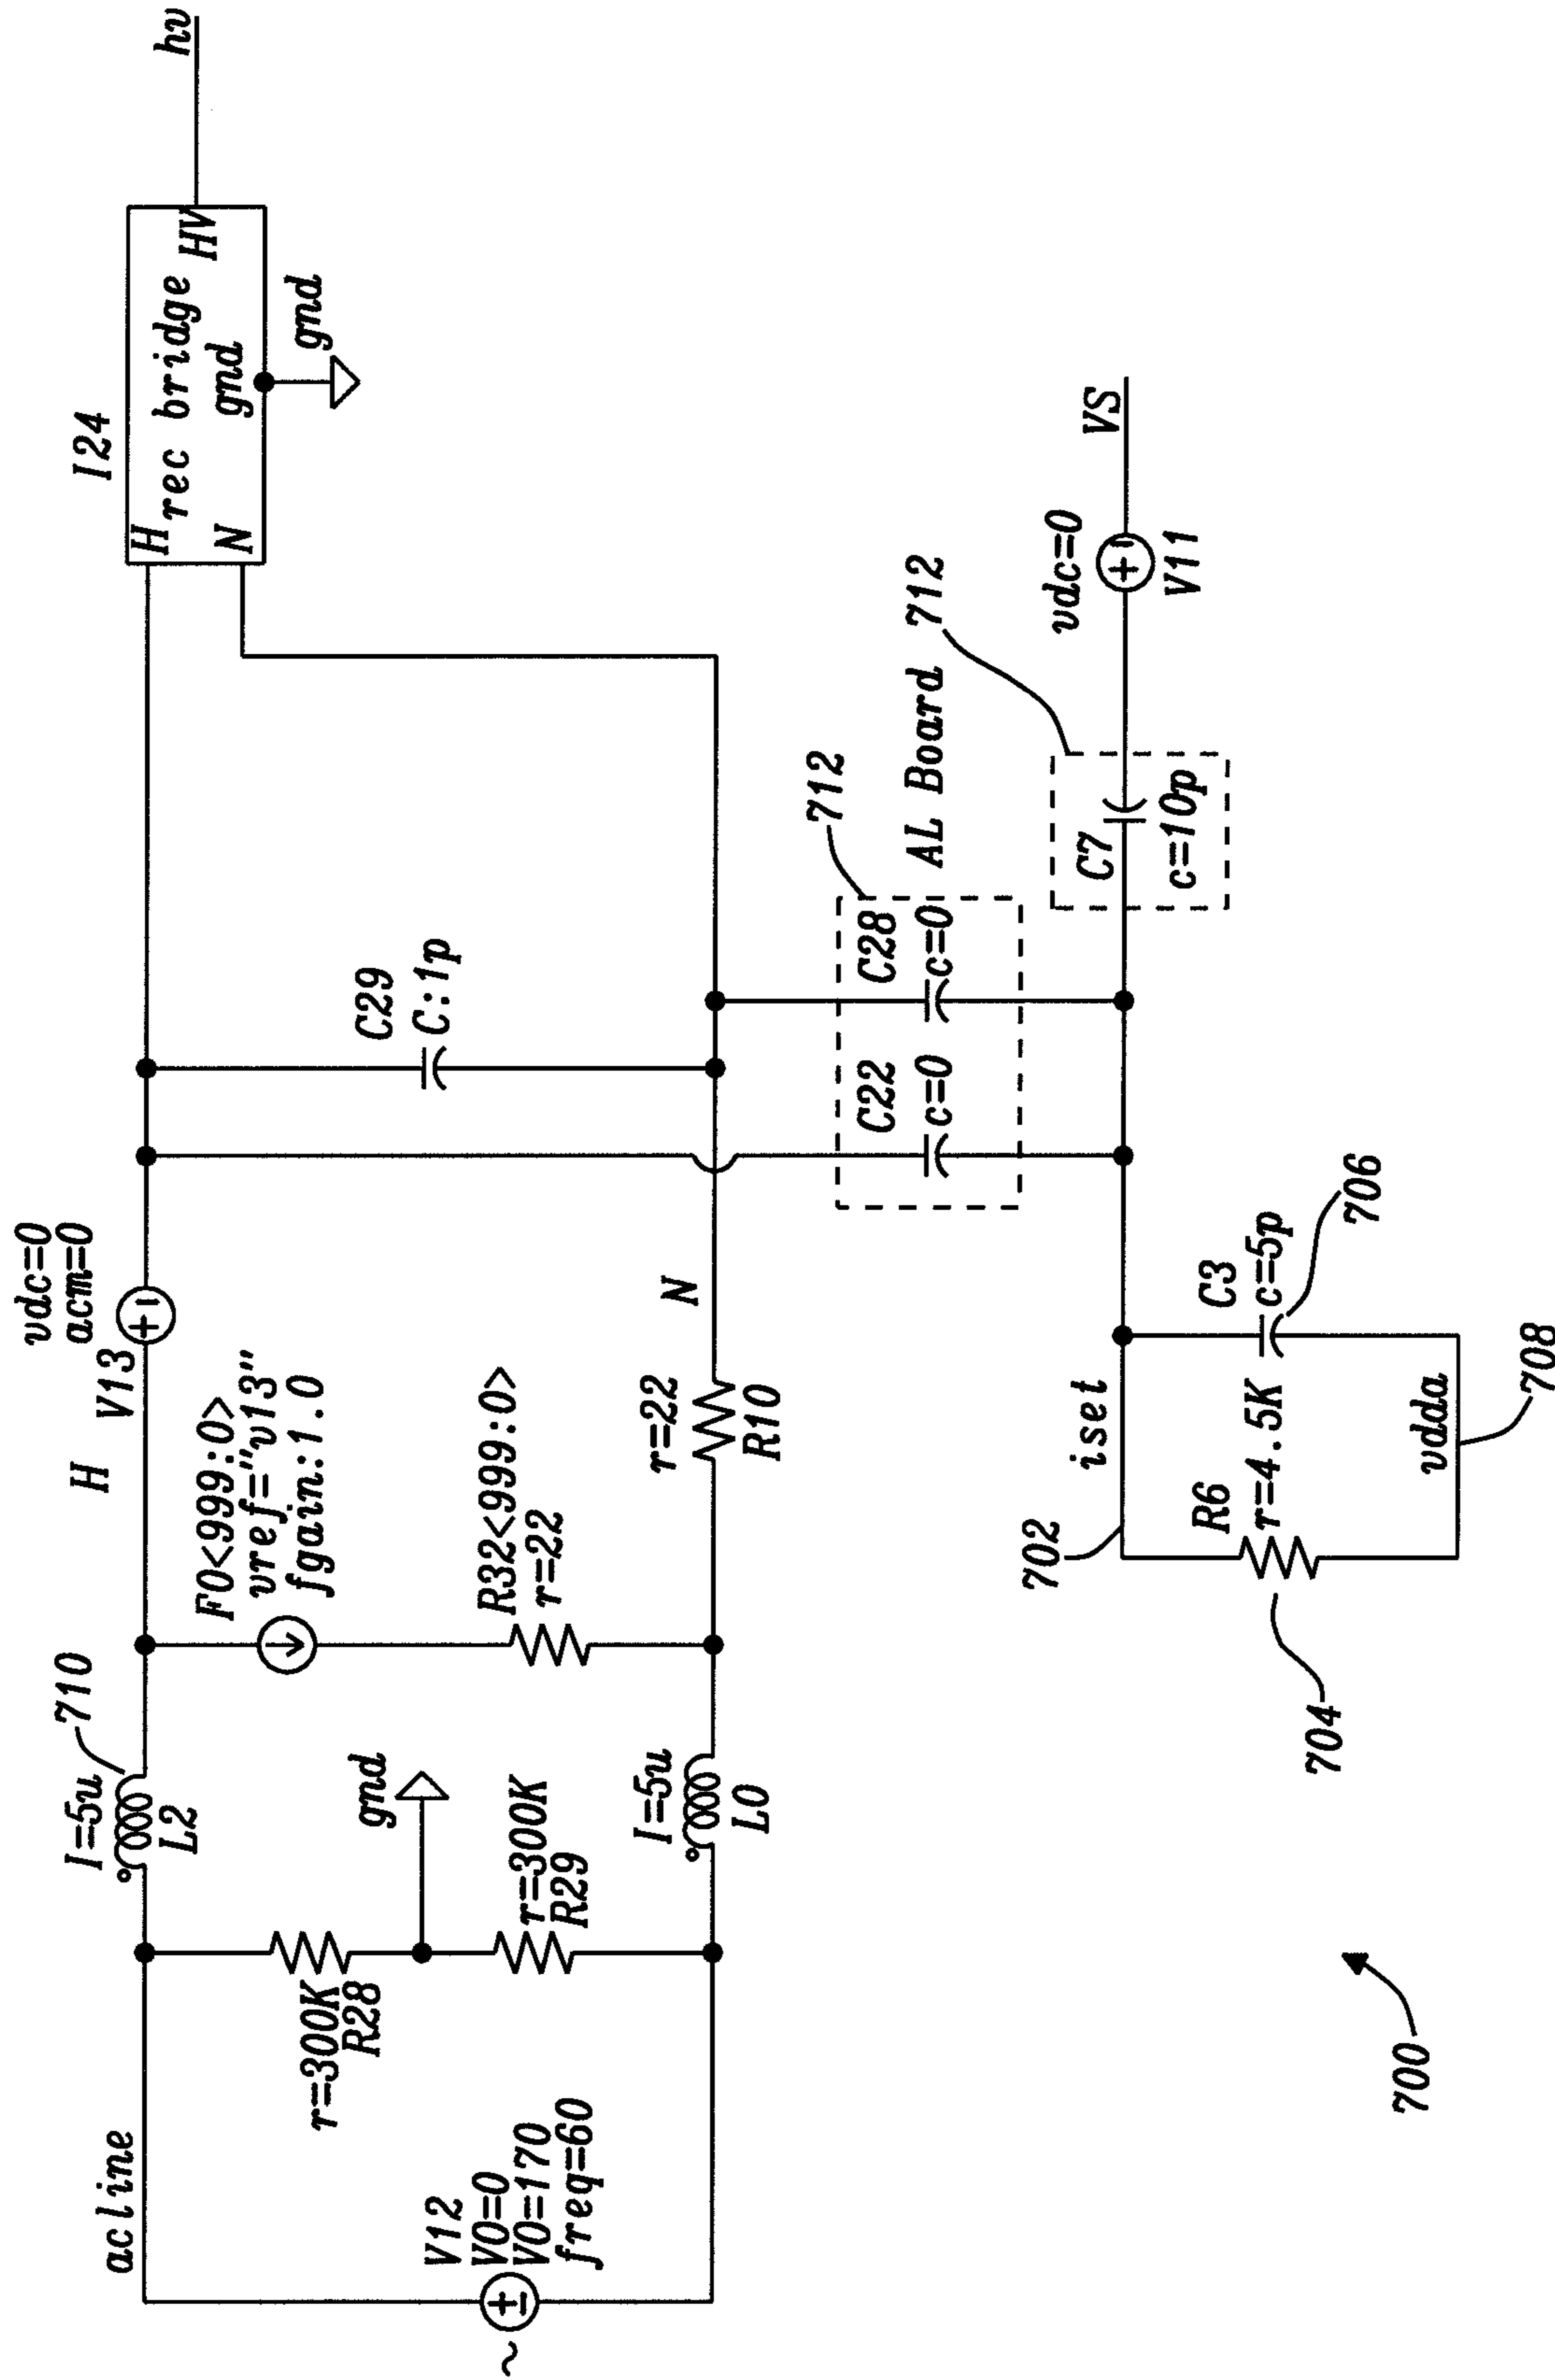 acline
V12
VO=0
VO=170
freq=60
~
r=300K
R28
gnd
r=300K
R29
l=5u
L2
710
l=5u
L0
F0<999:0>
vref="v13"
fgain:1.0
R32<999:0>
r=22
H
V13
vdc=0
acm=0
+ -
r=22
R10
N
C29
C:1p
I24
H
rec bridge
N
gnd
HV
hv
gnd
C22
c=0
C28
c=0
712
AL Board
712
C7
c=10p
vdc=0
+ -
V11
VS
702
iset
R6
r=4.5K
704
C3
c=5p
706
vdda
708
700